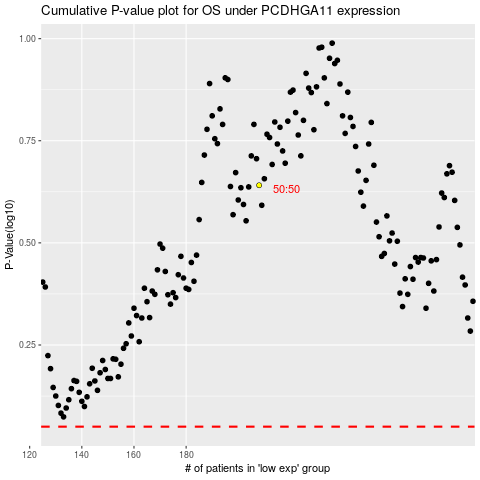 Cumulative P-value plot for OS under PCDHGA11 expression
P-Value(log10)
1.00
0.75
0.50
0.25
50:50
120 140 160 180
# of patients in 'low exp' group